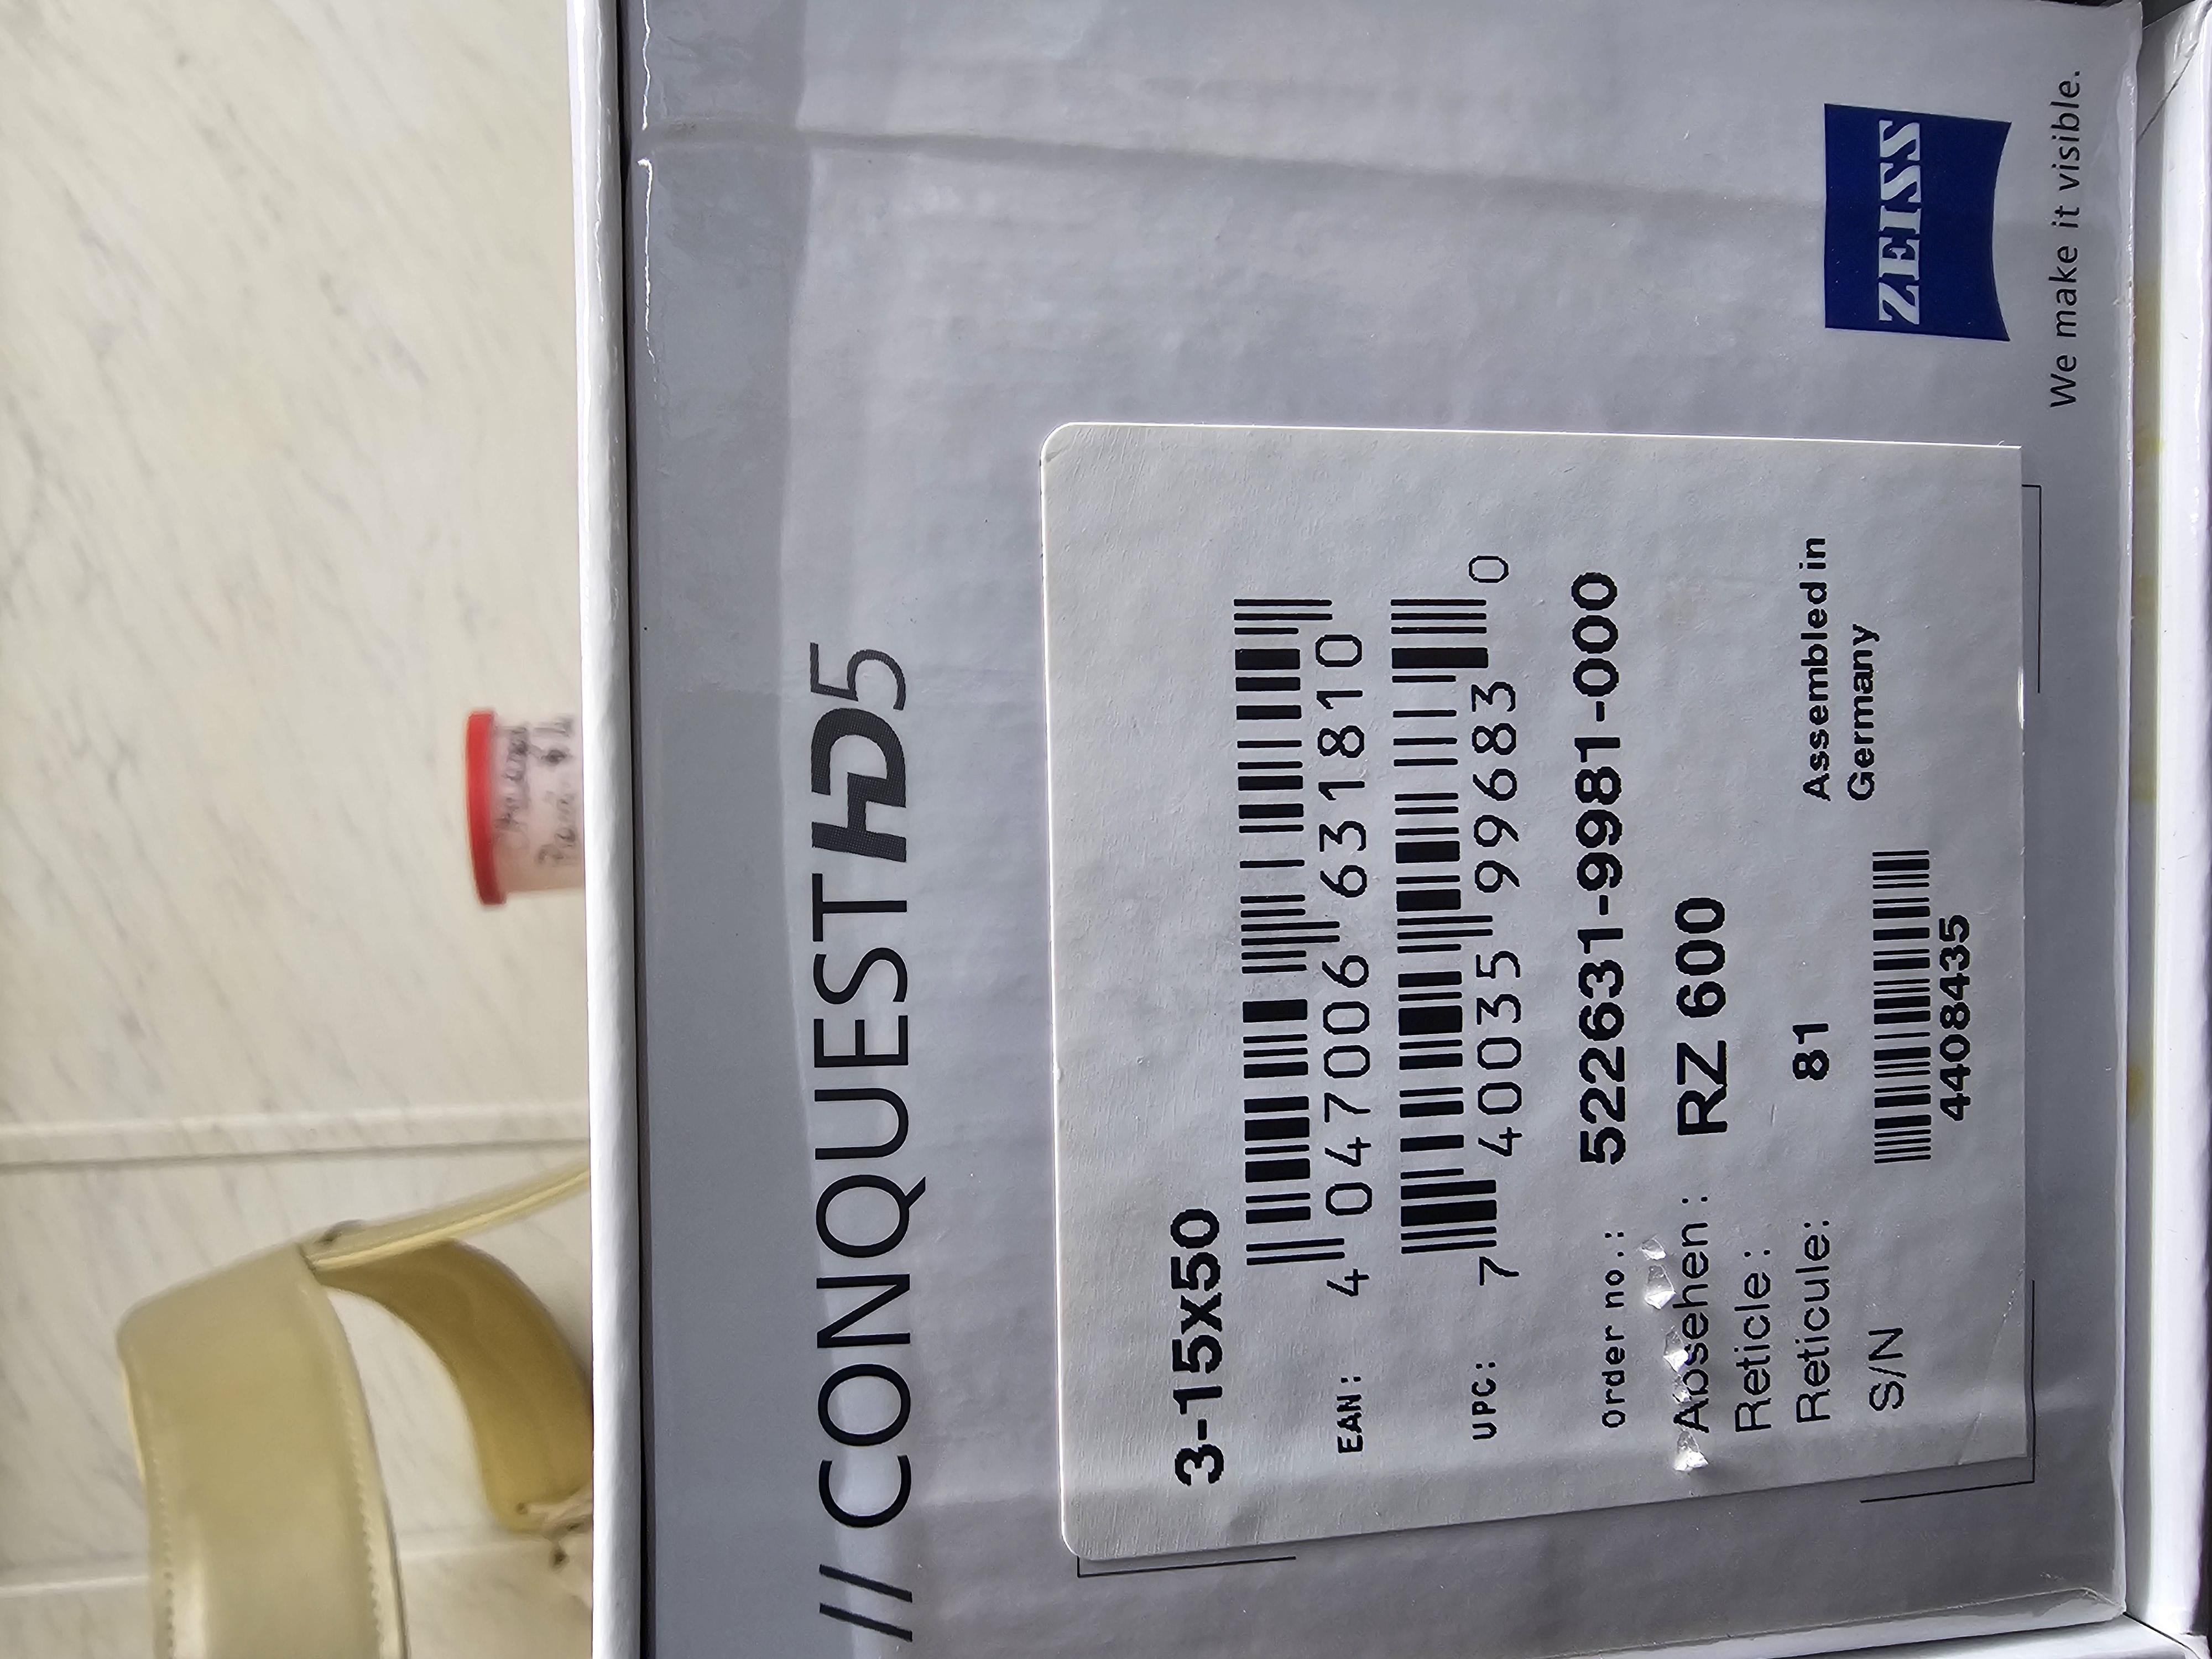 // CONQUEST HD5
3-15x50
EAN: 4 047006 631810
UPC: 7 40035 99683 0
Order no.: 522631-9981-000
Absehen: RZ 600
Reticle:
Reticule: 81
Assembled in
Germany
S/N
4408435
ZEISS
We make it visible.